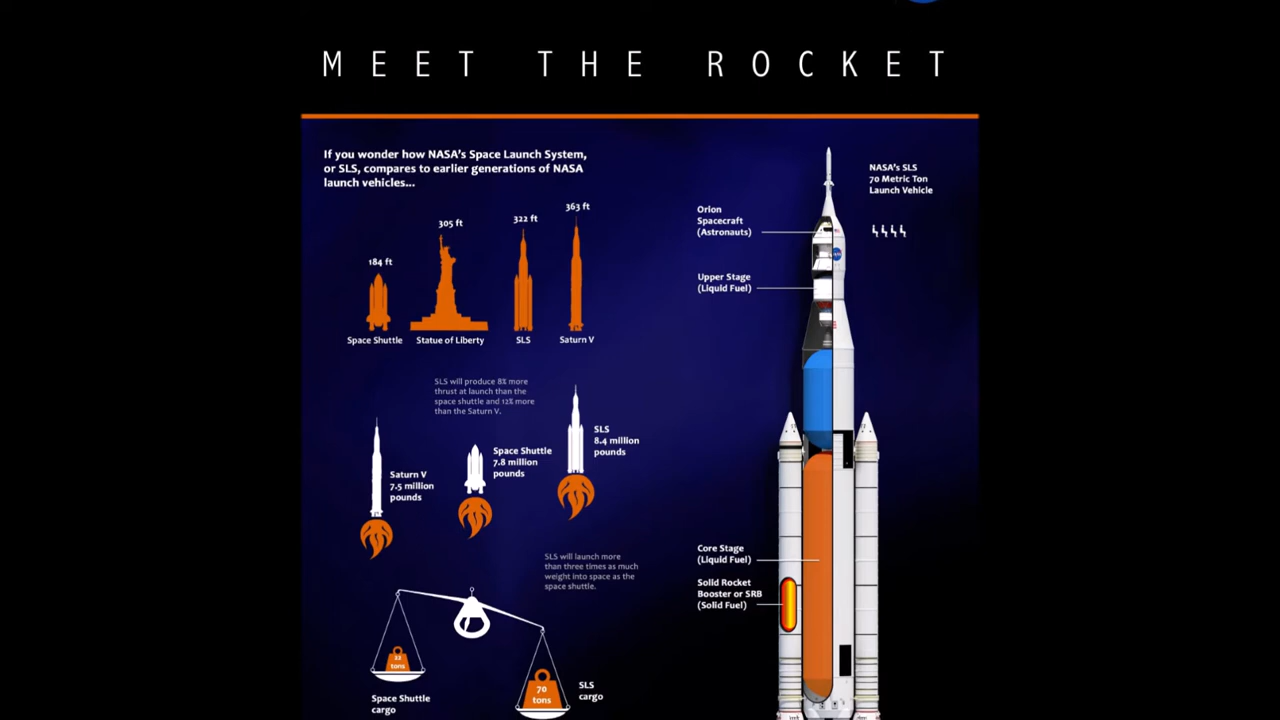 MEET THE ROCKET
If you wonder how NASA's Space Launch System,
or SLS, compares to earlier generations of NASA
launch vehicles...
184 ft
305 ft
322 ft
363 ft
Space Shuttle
Statue of Liberty
SLS
Saturn V
SLS will produce 8% more
thrust at launch than the
space shuttle and 12% more
than the Saturn V.
Saturn V
7.5 million
pounds
Space Shuttle
7.8 million
pounds
SLS
8.4 million
pounds
SLS will launch more
than three times as much
weight into space as the
space shuttle.
22
tons
Space Shuttle
cargo
70
tons
SLS
cargo
NASA's SLS
70 Metric Ton
Launch Vehicle
Orion
Spacecraft
(Astronauts)
Upper Stage
(Liquid Fuel)
Core Stage
(Liquid Fuel)
Solid Rocket
Booster or SRB
(Solid Fuel)